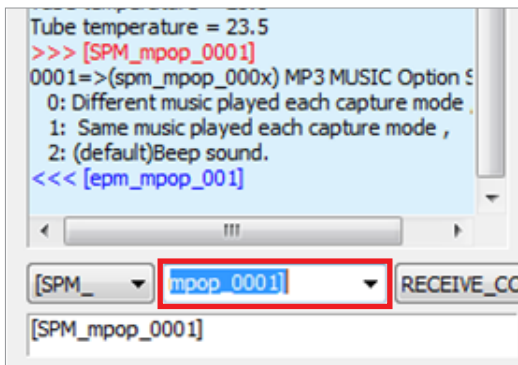 Tube temperature = 23.5
>>> [SPM_mpop_0001]
0001=>(spm_mpop_000x) MP3 MUSIC Option S
0: Different music played each capture mode ,
1: Same music played each capture mode ,
2: (default)Beep sound.
<<< [epm_mpop_001]
[SPM_ mpop_0001] RECEIVE_CO
[SPM_mpop_0001]